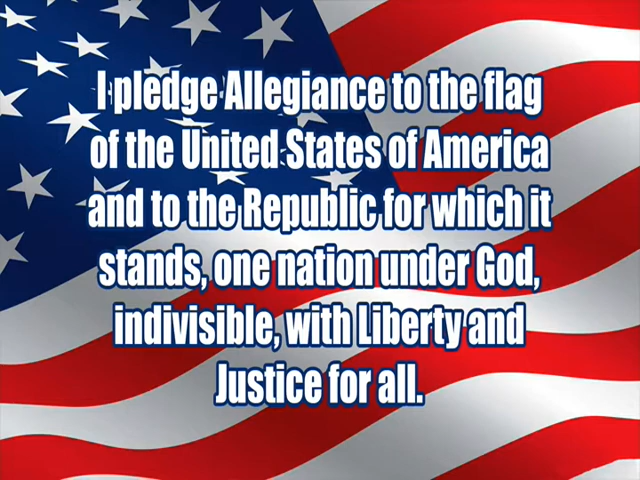 I pledge Allegiance to the flag
of the United States of America
and to the Republic for which it
stands, one nation under God,
indivisible, with Liberty and
Justice for all.